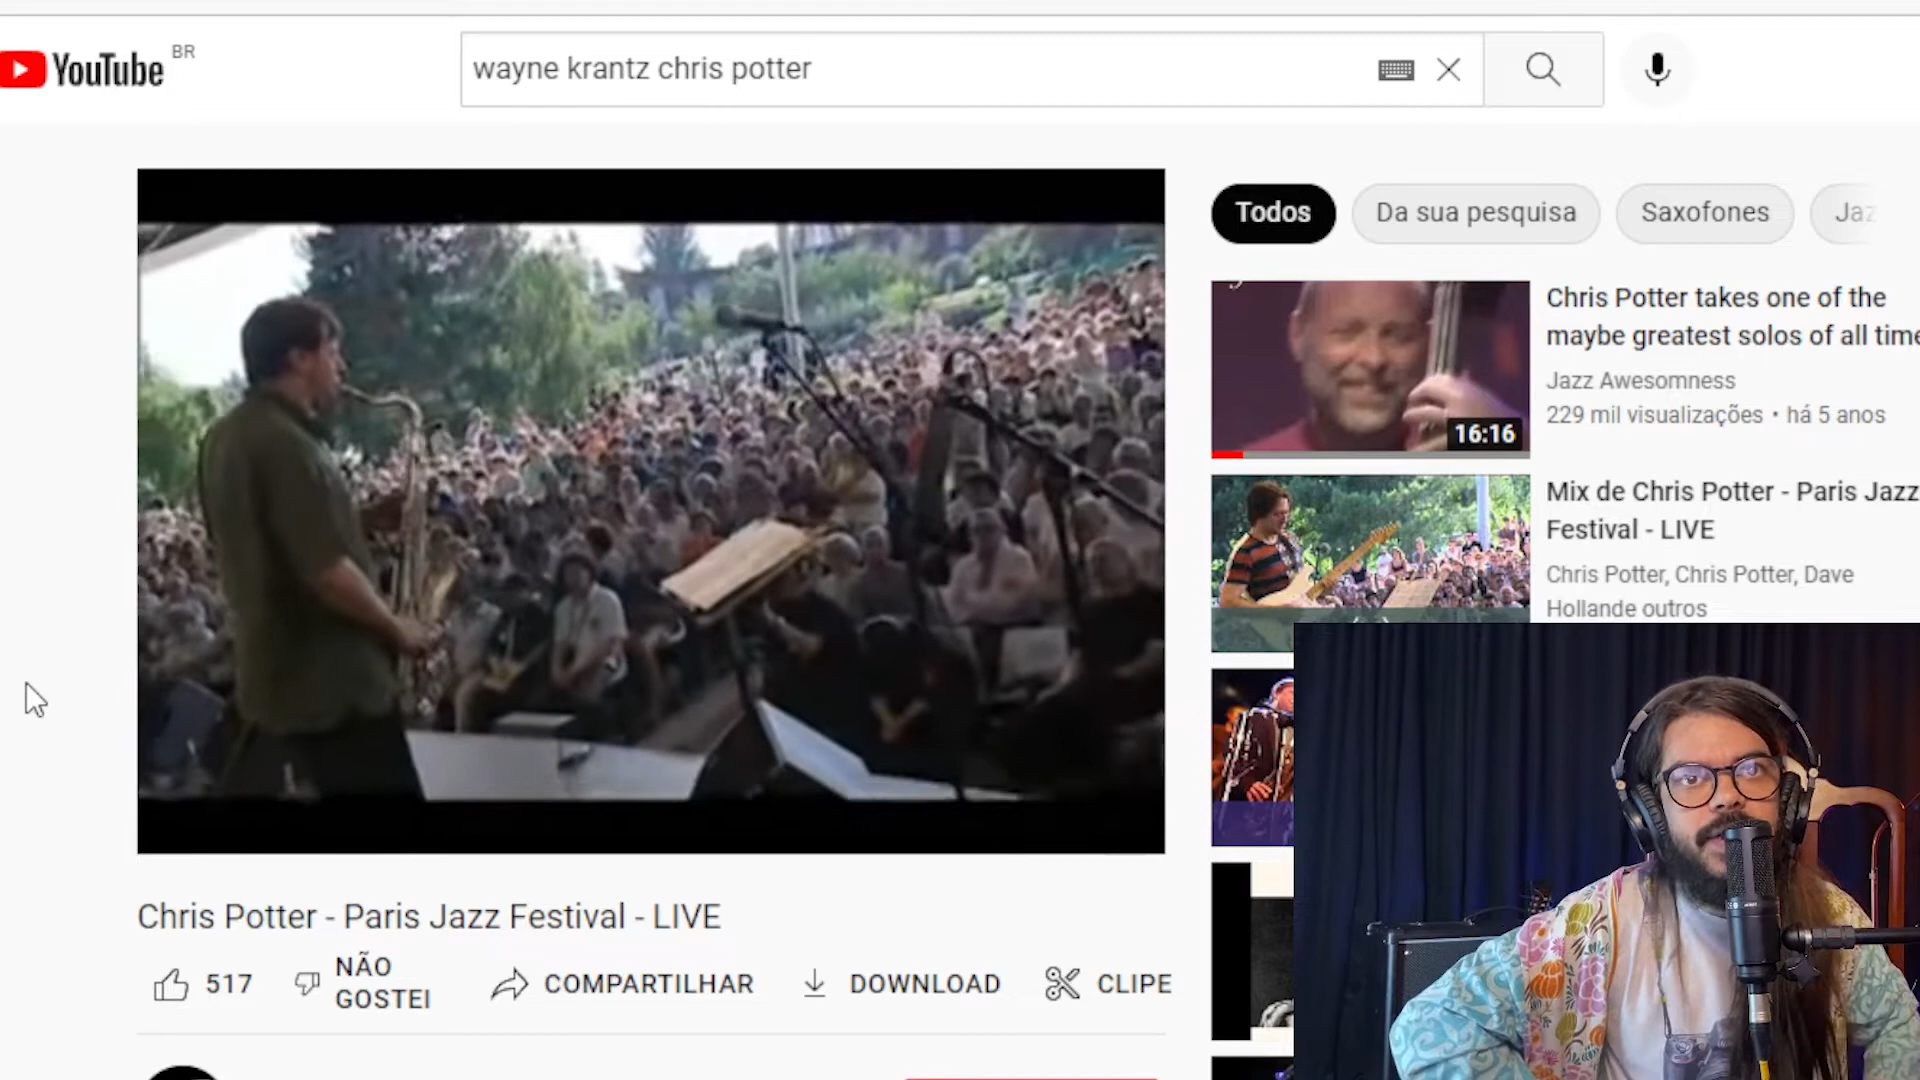 YouTube BR
wayne krantz chris potter
Todos
Da sua pesquisa
Saxofones
Jaz
Chris Potter takes one of the
maybe greatest solos of all time
Jazz Awesomness
229 mil visualizações • há 5 anos
16:16
Mix de Chris Potter - Paris Jazz
Festival - LIVE
Chris Potter, Chris Potter, Dave
Hollande outros
Chris Potter - Paris Jazz Festival - LIVE
517
NÃO
GOSTEI
COMPARTILHAR
DOWNLOAD
CLIPE